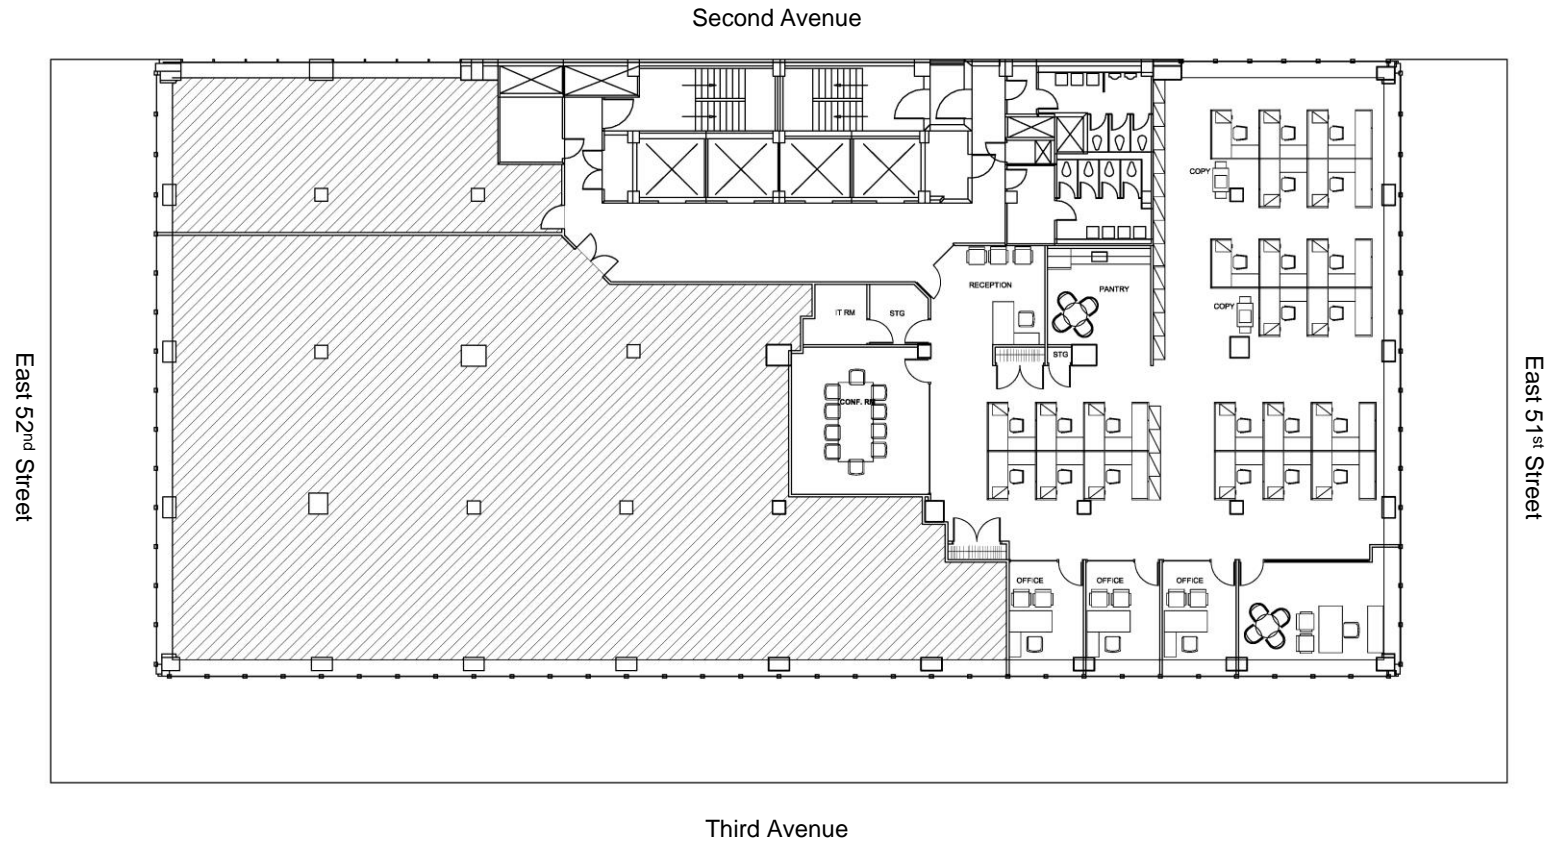 Second Avenue
COPY
RECEPTION
PANTRY
COPY
IT RM
STG
STG
East 52nd Street
East 51st Street
CONF. RM
OFFICE
OFFICE
OFFICE
Third Avenue